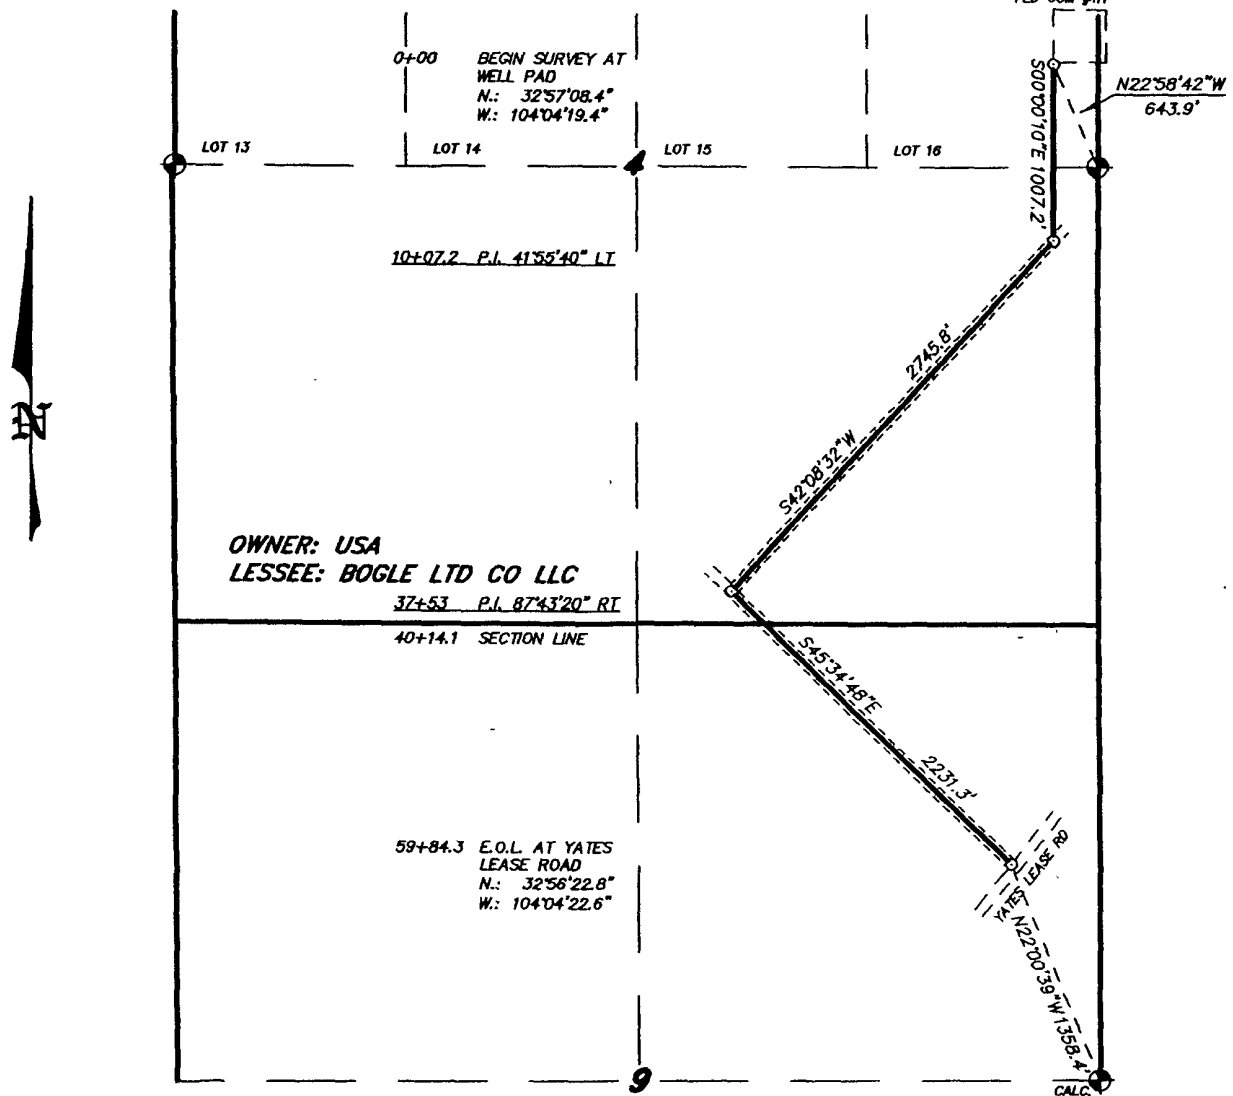 0+00 BEGIN SURVEY AT
WELL PAD
N.: 32°57'08.4"
W.: 104°04'19.4"
N22°58'42"W
643.9'
S00°00'10"E 1007.2'
LOT 13
LOT 14
4
LOT 15
LOT 16
10+07.2 P.I. 41°55'40" LT
2745.8'
S42°08'32"W
N
OWNER: USA
LESSEE: BOGLE LTD CO LLC
37+53 P.I. 87°43'20" RT
40+14.1 SECTION LINE
S45°34'48"E
2231.3'
59+84.3 E.O.L. AT YATES
LEASE ROAD
N.: 32°56'22.8"
W.: 104°04'22.6"
YATES LEASE RD
N22°00'39"W 1358.4'
9
CALC.